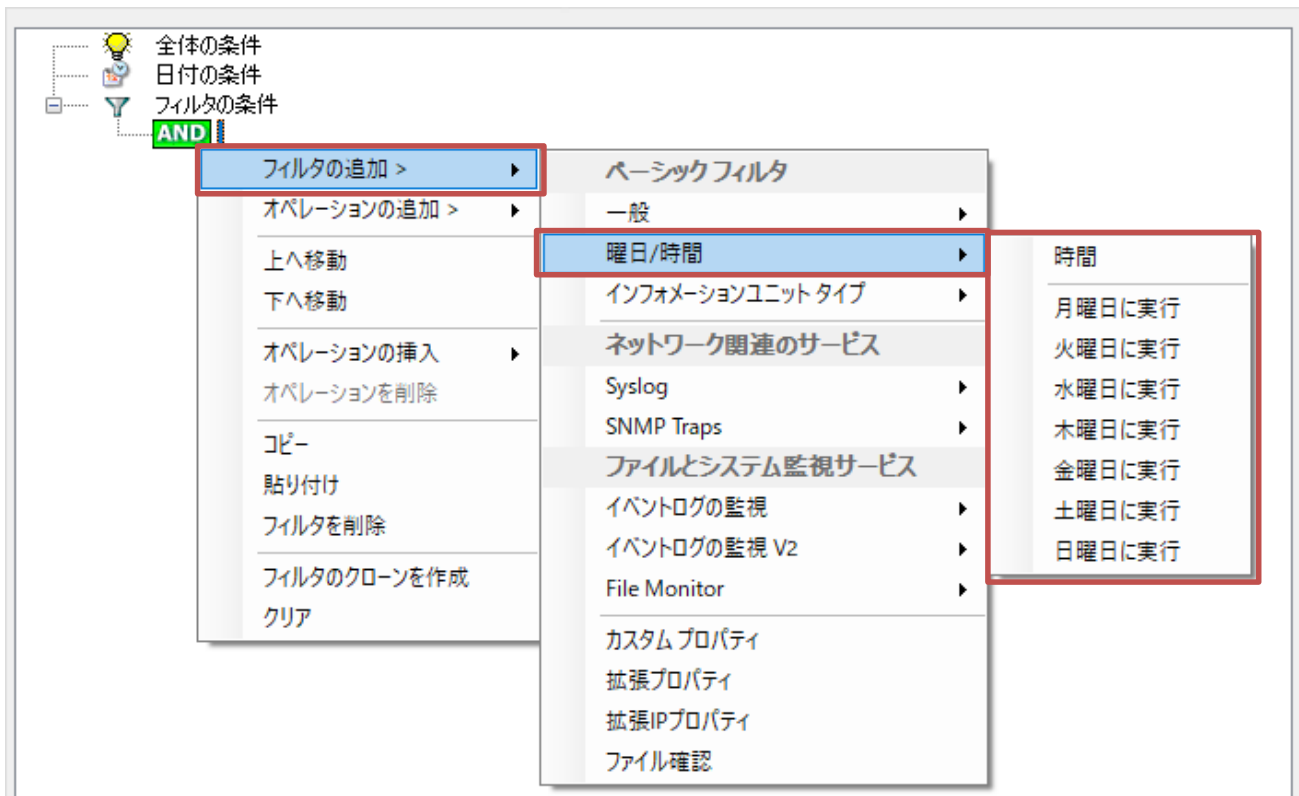 全体の条件
日付の条件
フィルタの条件
AND
フィルタの追加 >
オペレーションの追加 >
上へ移動
下へ移動
オペレーションの挿入
オペレーションを削除
コピー
貼り付け
フィルタを削除
フィルタのクローンを作成
クリア
ベーシック フィルタ
一般
曜日/時間
インフォメーションユニット タイプ
ネットワーク関連のサービス
Syslog
SNMP Traps
ファイルとシステム監視サービス
イベントログの監視
イベントログの監視 V2
File Monitor
カスタム プロパティ
拡張プロパティ
拡張IPプロパティ
ファイル確認
時間
月曜日に実行
火曜日に実行
水曜日に実行
木曜日に実行
金曜日に実行
土曜日に実行
日曜日に実行